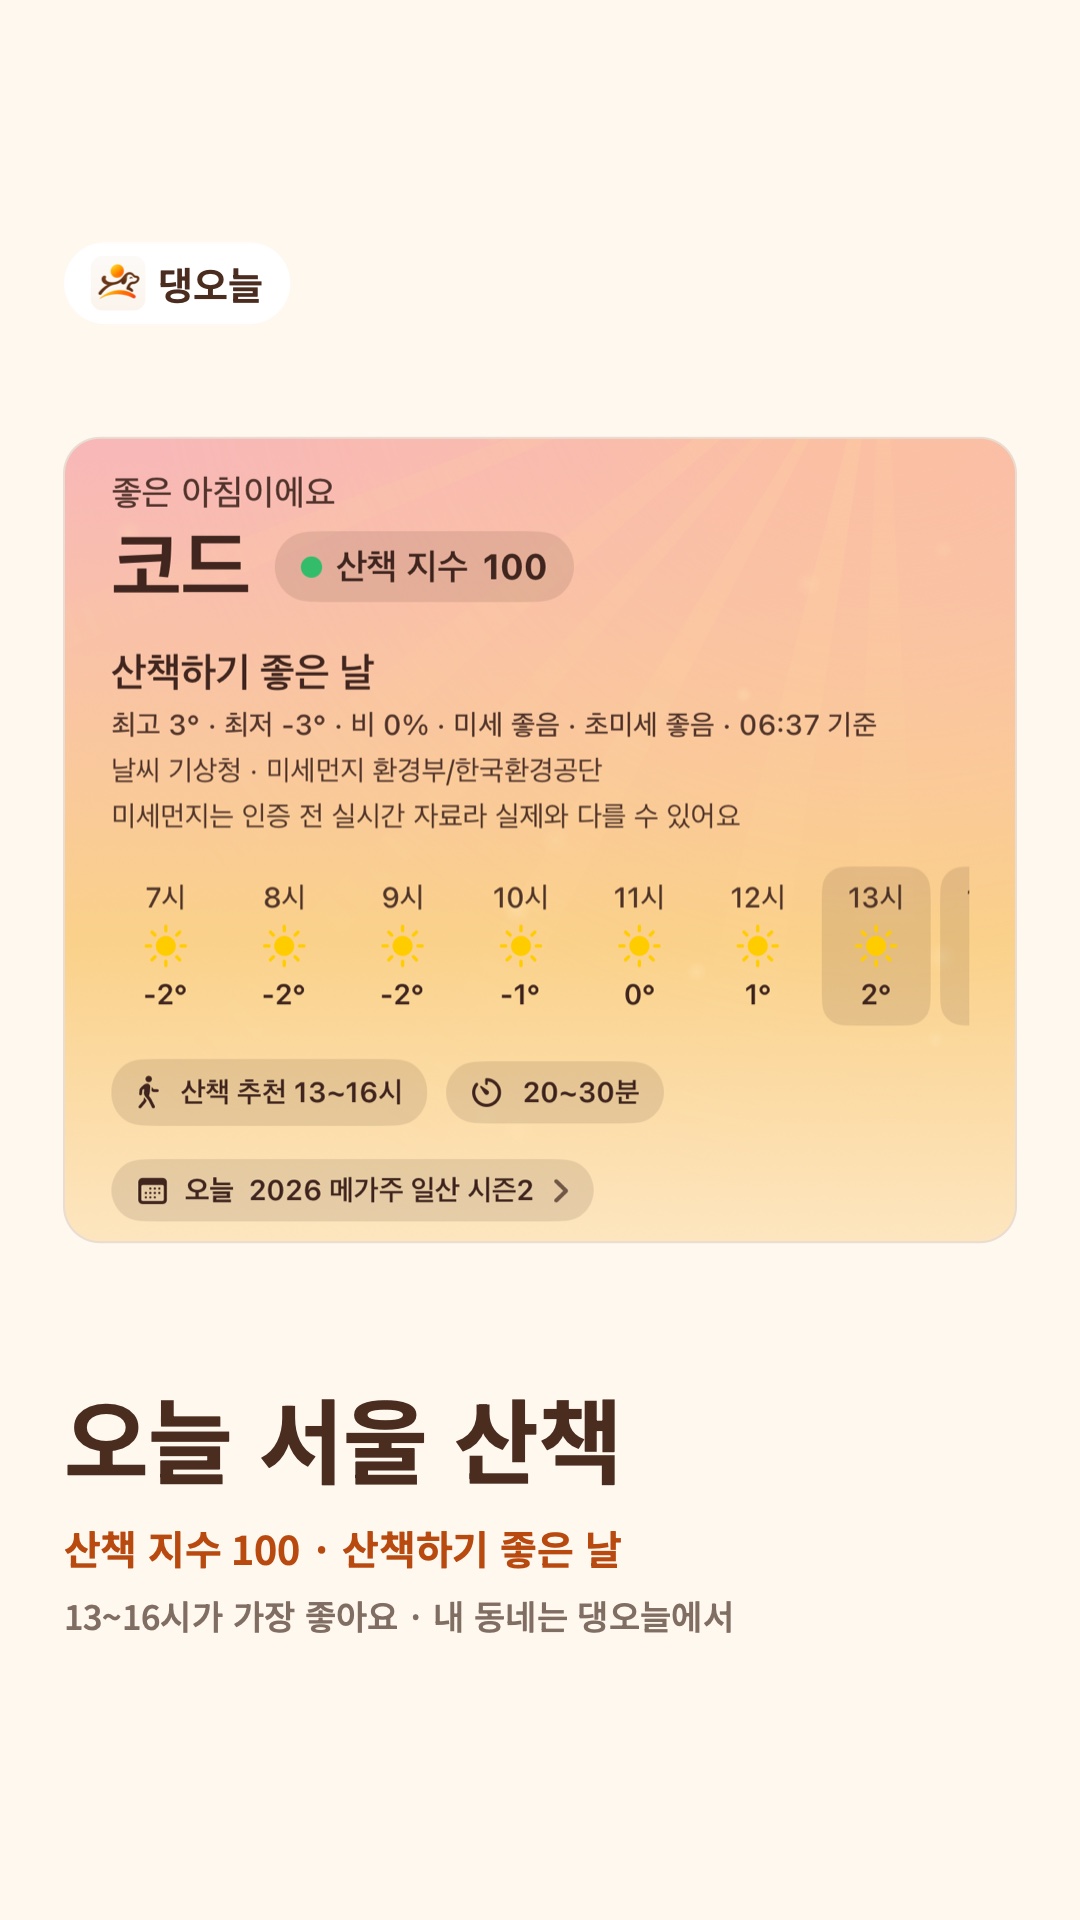 댕오늘
좋은 아침이에요
코드
산책 지수 100
산책하기 좋은 날
최고 3° · 최저 -3° · 비 0% · 미세 좋음 · 초미세 좋음 · 06:37 기준
날씨 기상청 · 미세먼지 환경부/한국환경공단
미세먼지는 인증 전 실시간 자료라 실제와 다를 수 있어요
7시 8시 9시 10시 11시 12시 13시
-2° -2° -2° -1° 0° 1° 2°
산책 추천 13~16시 20~30분
오늘 2026 메가주 일산 시즌2
오늘 서울 산책
산책 지수 100 · 산책하기 좋은 날
13~16시가 가장 좋아요 · 내 동네는 댕오늘에서